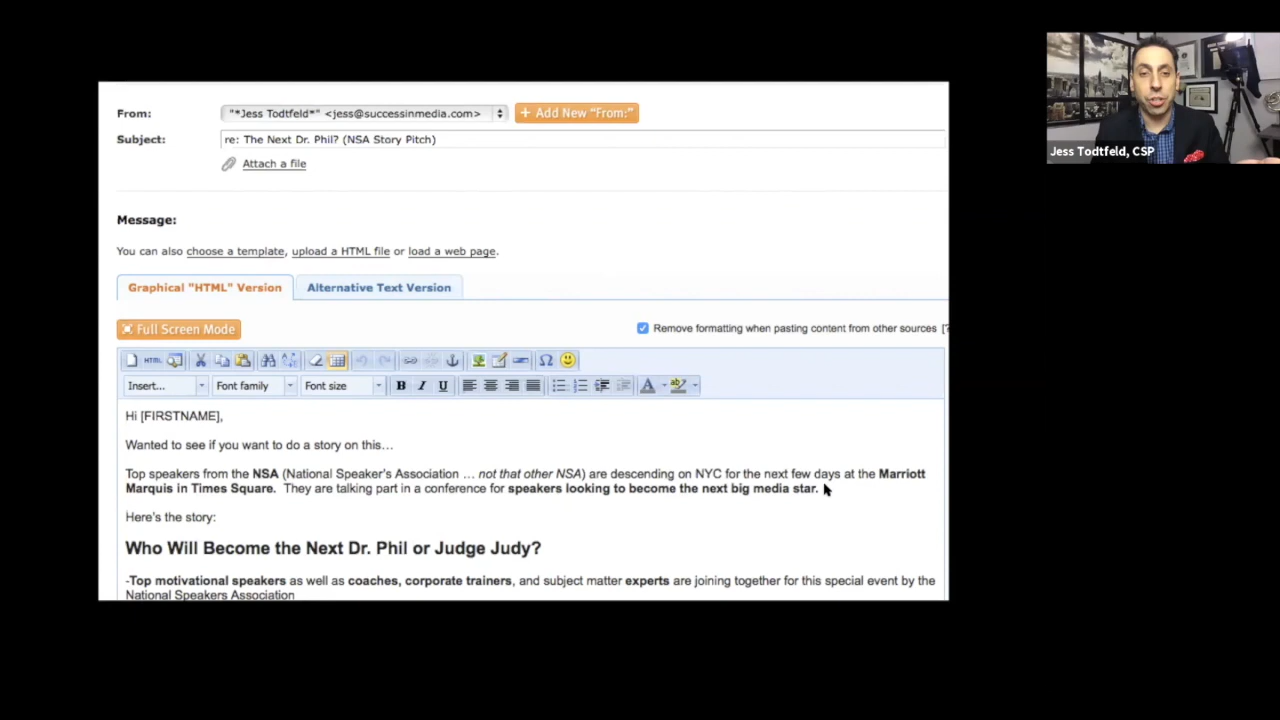 From:
"*Jess Todtfeld*" <jess@successinmedia.com>
+ Add New "From:"
Subject:
re: The Next Dr. Phil? (NSA Story Pitch)
Attach a file
Jess Todtfeld, CSP
Message:
You can also choose a template, upload a HTML file or load a web page.
Graphical "HTML" Version
Alternative Text Version
Full Screen Mode
Remove formatting when pasting content from other sources [?
HTML
Insert...
Font family
Font size
B I U
Hi [FIRSTNAME],
Wanted to see if you want to do a story on this…
Top speakers from the NSA (National Speaker's Association ... not that other NSA) are descending on NYC for the next few days at the Marriott
Marquis in Times Square. They are talking part in a conference for speakers looking to become the next big media star.
Here's the story:
Who Will Become the Next Dr. Phil or Judge Judy?
-Top motivational speakers as well as coaches, corporate trainers, and subject matter experts are joining together for this special event by the
National Speakers Association